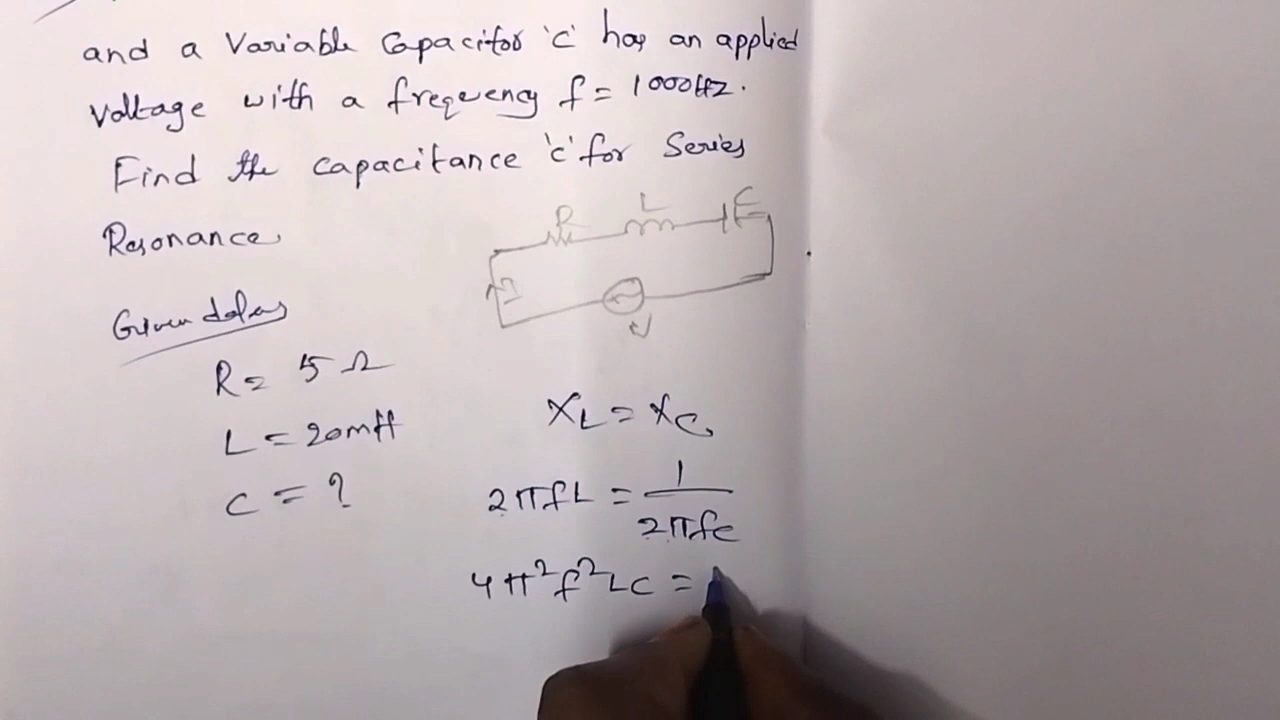 and a Variable Capacitor 'c' has an applied
voltage with a frequency f = 1000HZ.
Find the capacitance 'c' for Series
Resonance
R L C
I
V
Given data
R = 5 Ω
L = 20mH
C = ?
XL = XC
2πfL = 1 / 2πfc
4π²f²LC =